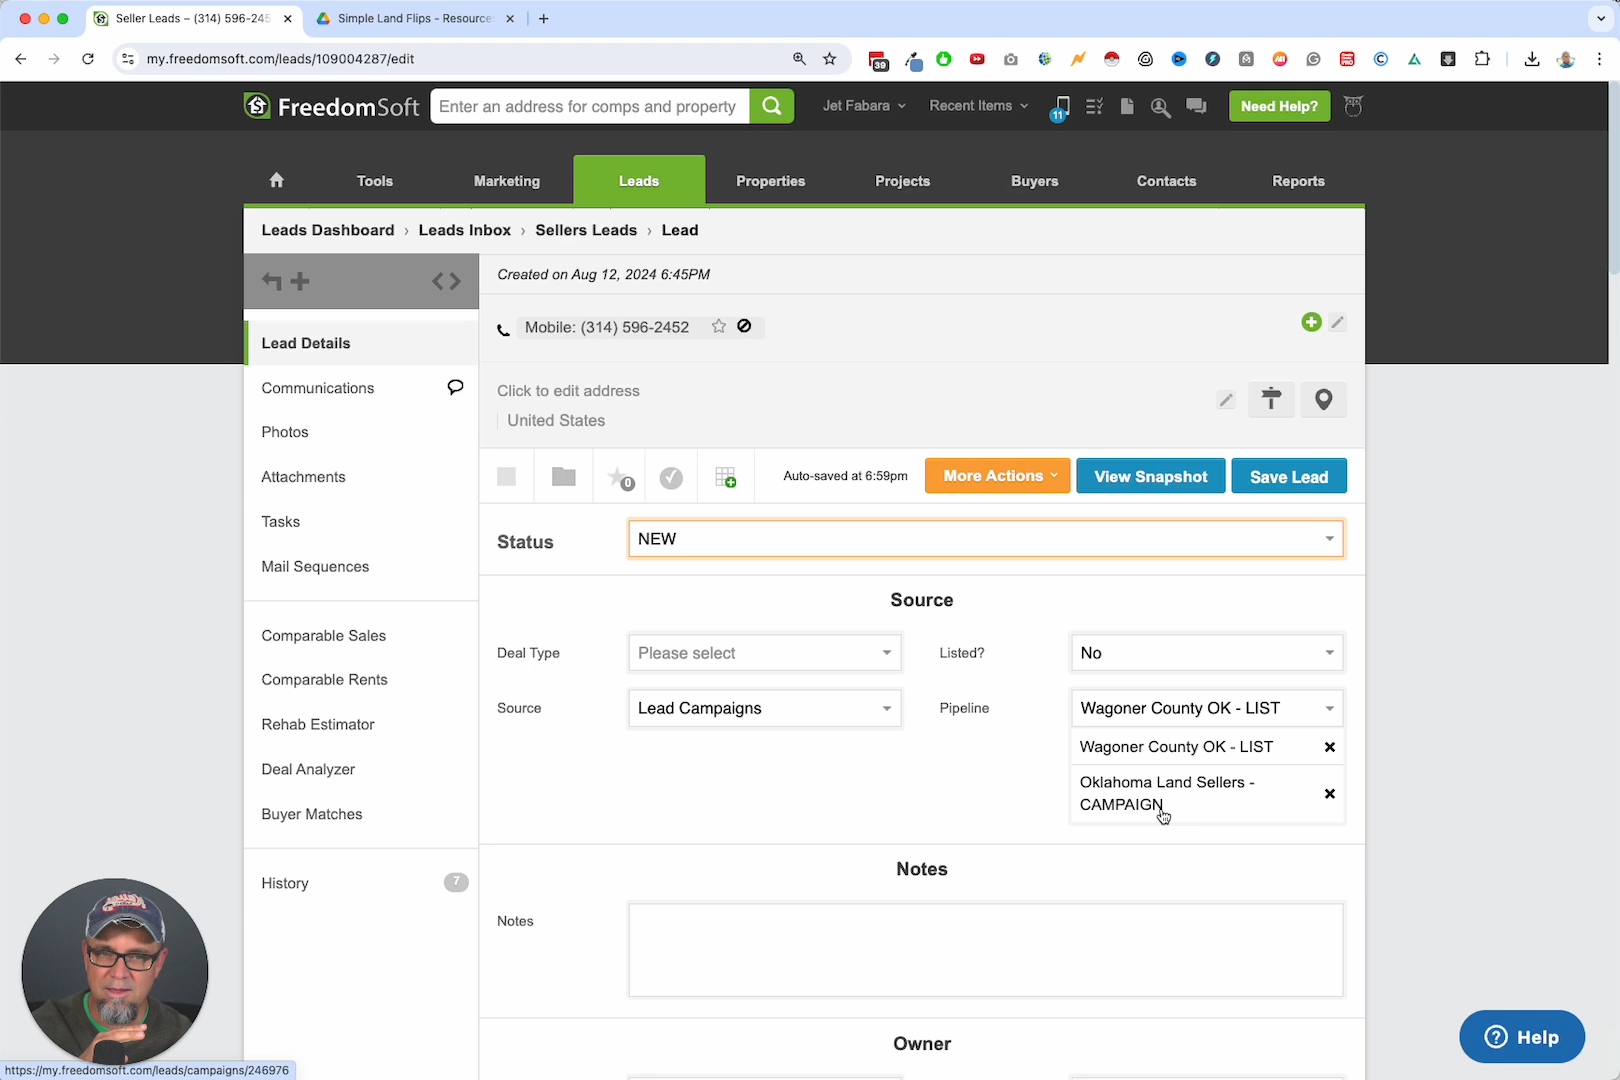 Seller Leads – (314) 596-245
Simple Land Flips - Resource
my.freedomsoft.com/leads/109004287/edit
39
FreedomSoft
Enter an address for comps and property
Jet Fabara
Recent Items
11
Need Help?
Tools
Marketing
Leads
Properties
Projects
Buyers
Contacts
Reports
Leads Dashboard › Leads Inbox › Sellers Leads › Lead
Created on Aug 12, 2024 6:45PM
Mobile: (314) 596-2452
Click to edit address
United States
0
Auto-saved at 6:59pm
More Actions
View Snapshot
Save Lead
Lead Details
Communications
Photos
Attachments
Tasks
Mail Sequences
Comparable Sales
Comparable Rents
Rehab Estimator
Deal Analyzer
Buyer Matches
History
7
Status
NEW
Source
Deal Type
Please select
Listed?
No
Source
Lead Campaigns
Pipeline
Wagoner County OK - LIST
Wagoner County OK - LIST
Oklahoma Land Sellers -
CAMPAIGN
Notes
Notes
Owner
Help
https://my.freedomsoft.com/leads/campaigns/246976